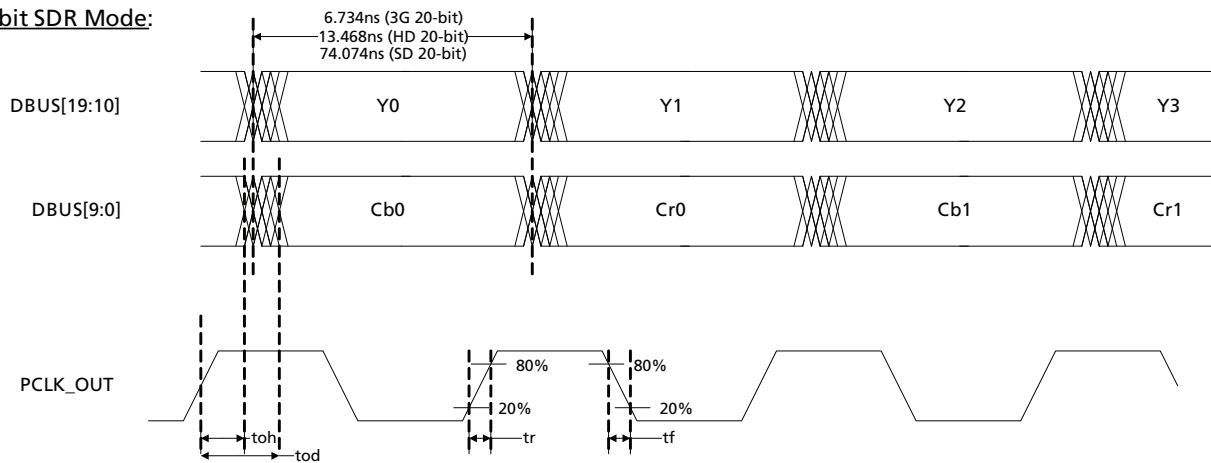 bit SDR Mode:
6.734ns (3G 20-bit)
13.468ns (HD 20-bit)
74.074ns (SD 20-bit)
DBUS[19:10]
Y0
Y1
Y2
Y3
DBUS[9:0]
Cb0
Cr0
Cb1
Cr1
PCLK_OUT
80%
80%
20%
20%
toh
tr
tf
tod